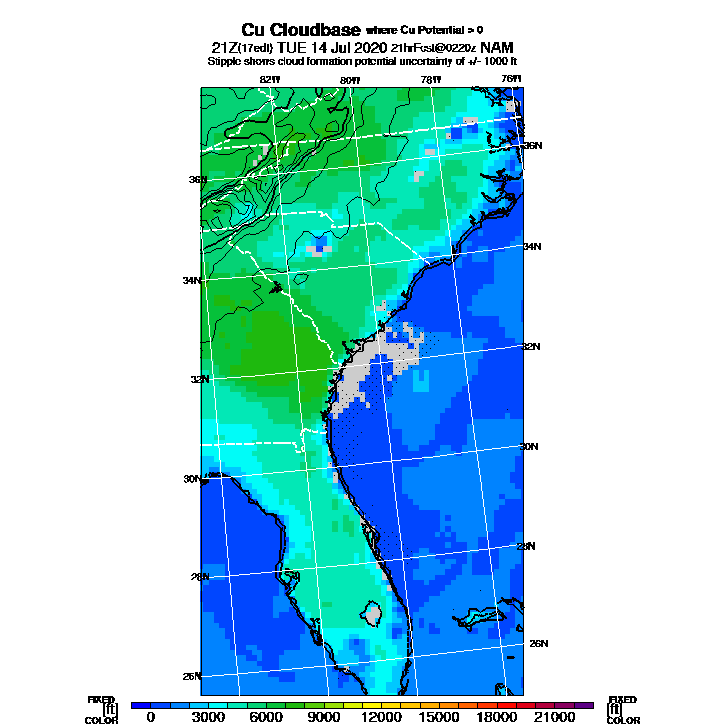 Cu Cloudbase where Cu Potential > 0
21Z(17edt) TUE 14 Jul 2020 21hrFcst@0220z NAM
Stipple shows cloud formation potential uncertainty of +/- 1000 ft
82W 80W 78W 76W
36N 36N
34N 34N
32N 32N
30N 30N
28N 28N
26N 26N
FIXED FIXED
[ft] [ft]
COLOR COLOR
0 3000 6000 9000 12000 15000 18000 21000